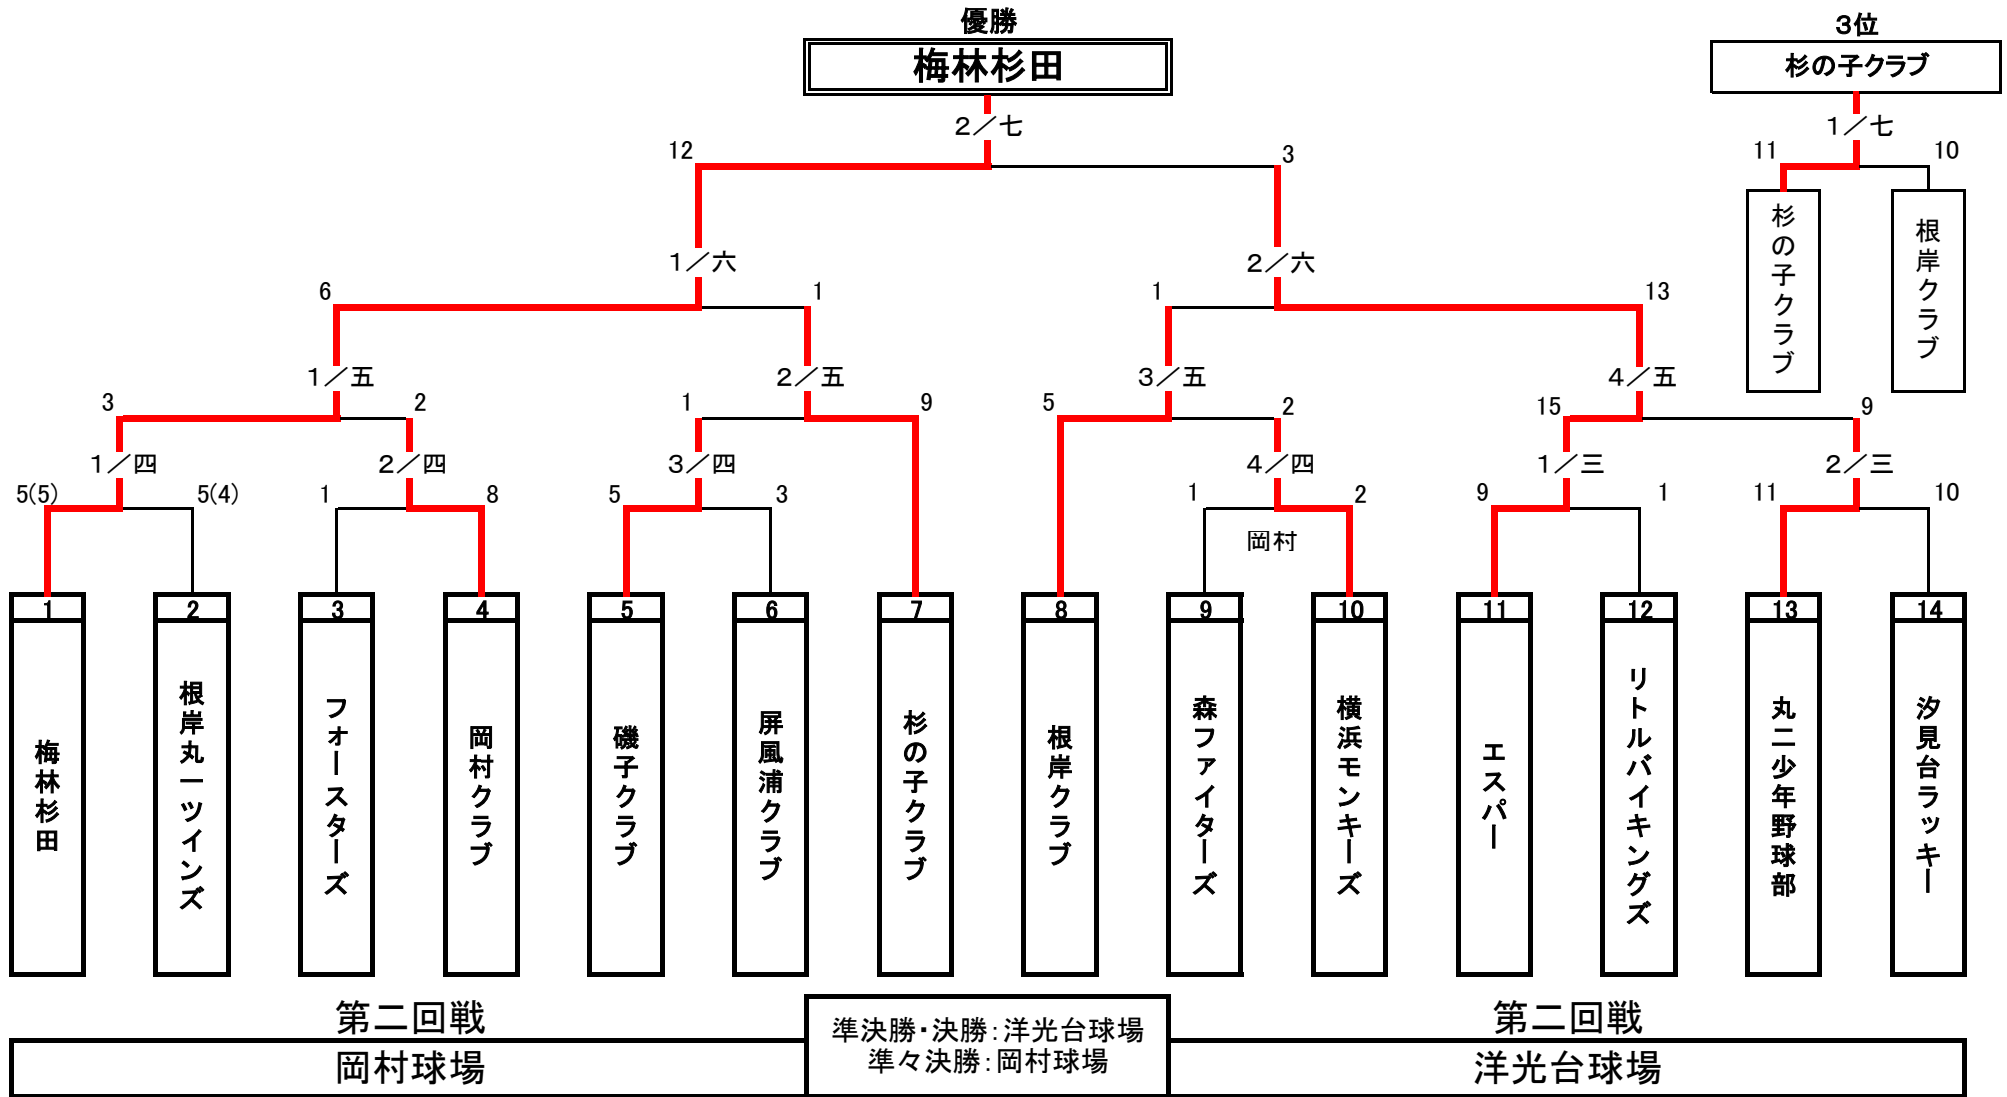 優勝
梅林杉田
3位
杉の子クラブ
2／七
1／七
12
3
11
10
杉の子クラブ
根岸クラブ
1／六
2／六
6
1
1
13
1／五
2／五
3／五
4／五
3
2
1
9
5
2
15
9
1／四
2／四
3／四
4／四
1／三
2／三
5(5)
5(4)
1
8
5
3
1
2
9
1
11
10
岡村
1
2
3
4
5
6
7
8
9
10
11
12
13
14
梅林杉田
根岸丸一ツインズ
フォースターズ
岡村クラブ
磯子クラブ
屏風浦クラブ
杉の子クラブ
根岸クラブ
森ファイターズ
横浜モンキーズ
エスパー
リトルバイキングズ
丸二少年野球部
汐見台ラッキー
第二回戦
岡村球場
準決勝・決勝：洋光台球場
準々決勝：岡村球場
第二回戦
洋光台球場